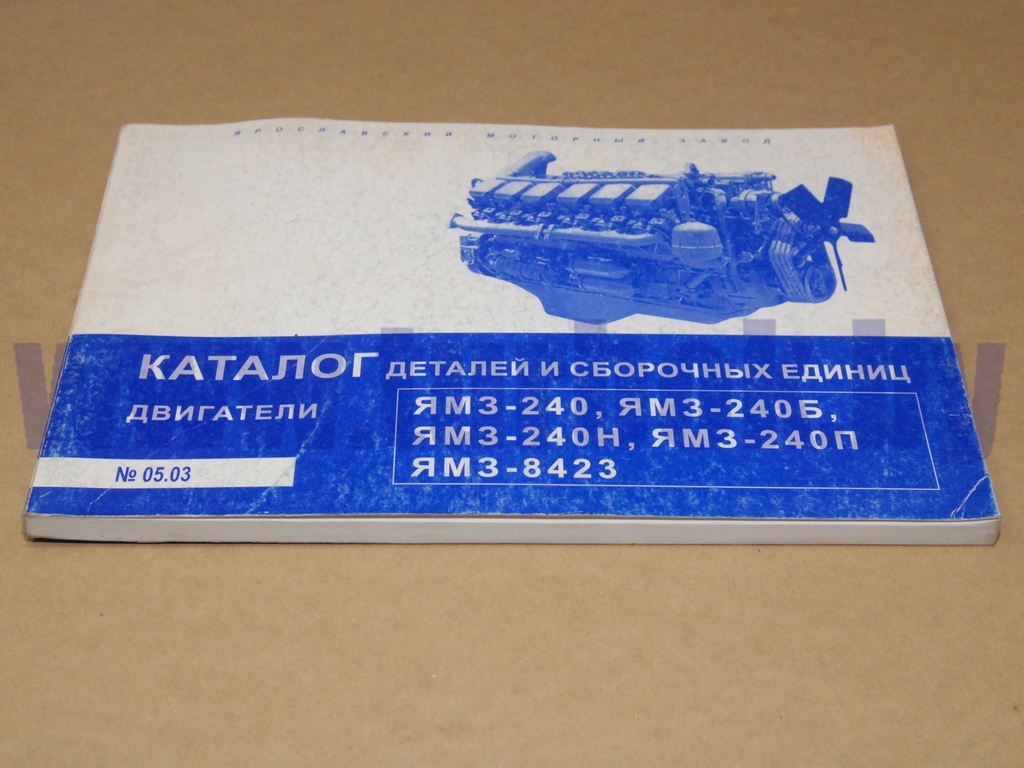 ЯРОСЛАВСКИЙ МОТОРНЫЙ ЗАВОД
КАТАЛОГ ДЕТАЛЕЙ И СБОРОЧНЫХ ЕДИНИЦ
ДВИГАТЕЛИ
ЯМЗ-240, ЯМЗ-240Б,
ЯМЗ-240Н, ЯМЗ-240П
ЯМЗ-8423
№ 05.03